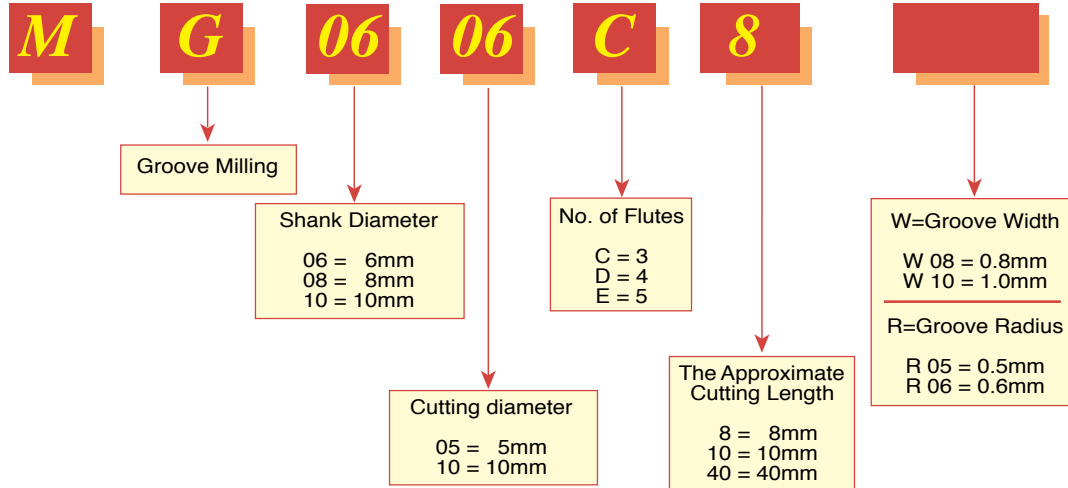 M G 06 06 C 8
Groove Milling
Shank Diameter
06 = 6mm
08 = 8mm
10 = 10mm
Cutting diameter
05 = 5mm
10 = 10mm
No. of Flutes
C = 3
D = 4
E = 5
The Approximate
Cutting Length
8 = 8mm
10 = 10mm
40 = 40mm
W=Groove Width
W 08 = 0.8mm
W 10 = 1.0mm
R=Groove Radius
R 05 = 0.5mm
R 06 = 0.6mm